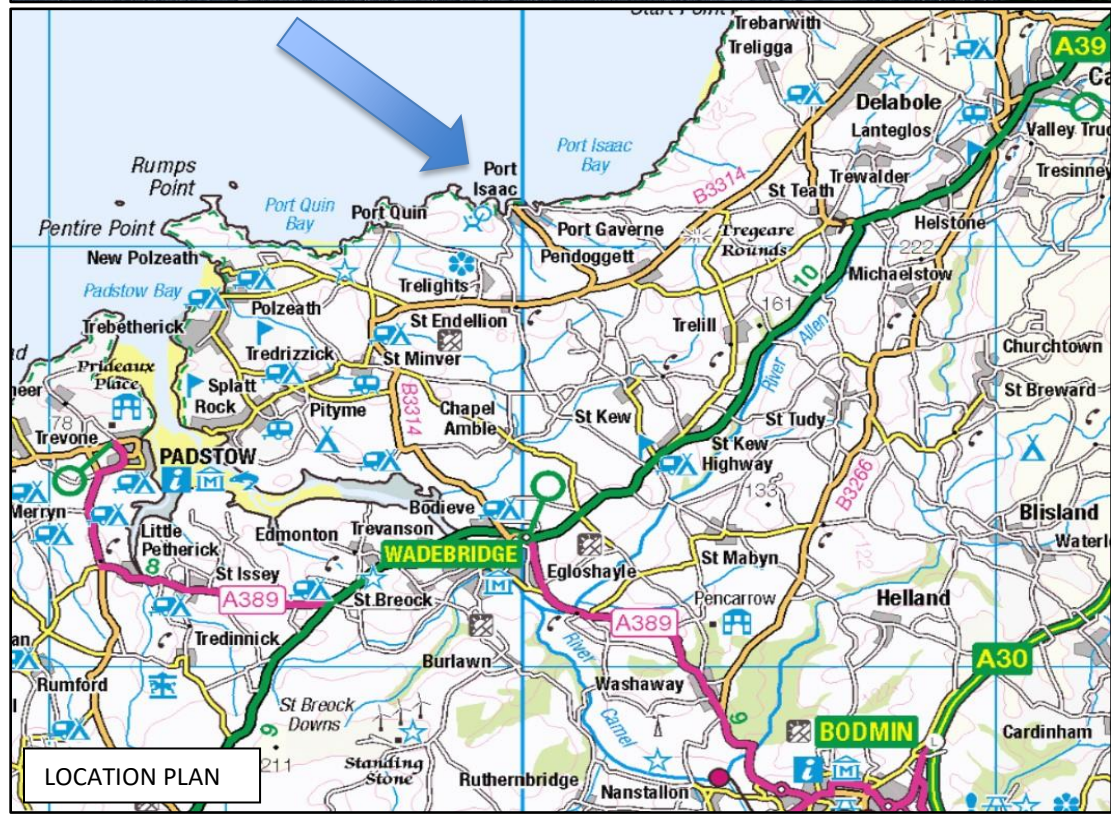 Trebarwith
Treligga
A39
Delabole
Lanteglos
Valley Truc
Rumps
Point
Port Isaac
Bay
Port
Isaac
Trewalder
Tresinney
B3314
St Teath
Port Quin
Bay
Port Quin
Pentire Point
Helstone
Port Gaverne
Tregeare
Rounds
222
New Polzeath
Pendoggett
10
Michaelstow
Trelights
Padstow Bay
Polzeath
161
St Endellion
Trelill
Trebetherick
River Allen
Churchtown
Tredrizzick
St Minver
Prideaux
Place
Splatt
Rock
St Breward
Pityme
B3314
Chapel
Amble
St Kew
St Tudy
78
Trevone
St Kew
Highway
PADSTOW
B3266
133
Merryn
Bodieve
Blisland
Little
Petherick
Edmonton
Trevanson
WADEBRIDGE
St Mabyn
8
St Issey
Egloshayle
122
A389
St Breock
Pencarrow
Helland
A389
Tredinnick
River
Burlawn
A30
Rumford
Washaway
St Breock
Downs
Camel
9
6
BODMIN
Cardinham
LOCATION PLAN
211
Standing
Stone
Ruthernbridge
Nanstallon